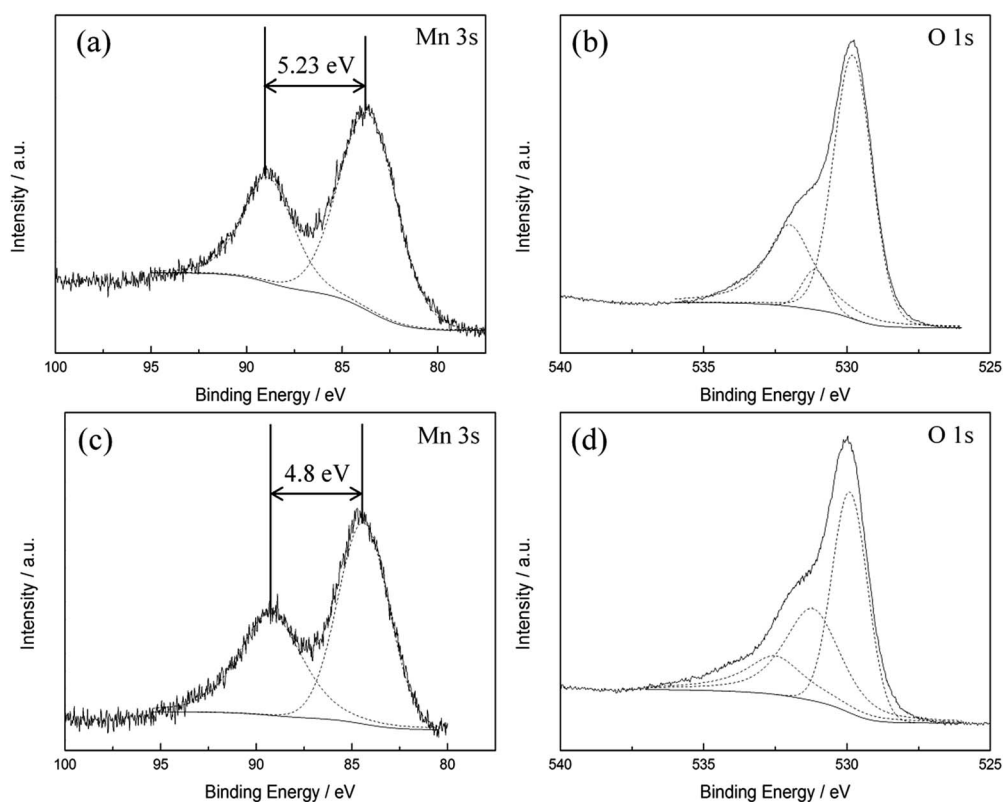 (a)
Mn 3s
5.23 eV
Intensity / a.u.
100 95 90 85 80
Binding Energy / eV
(b)
O 1s
Intensity / a.u.
540 535 530 525
Binding Energy / eV
(c)
Mn 3s
4.8 eV
Intensity / a.u.
100 95 90 85 80
Binding Energy / eV
(d)
O 1s
Intensity / a.u.
540 535 530 525
Binding Energy / eV